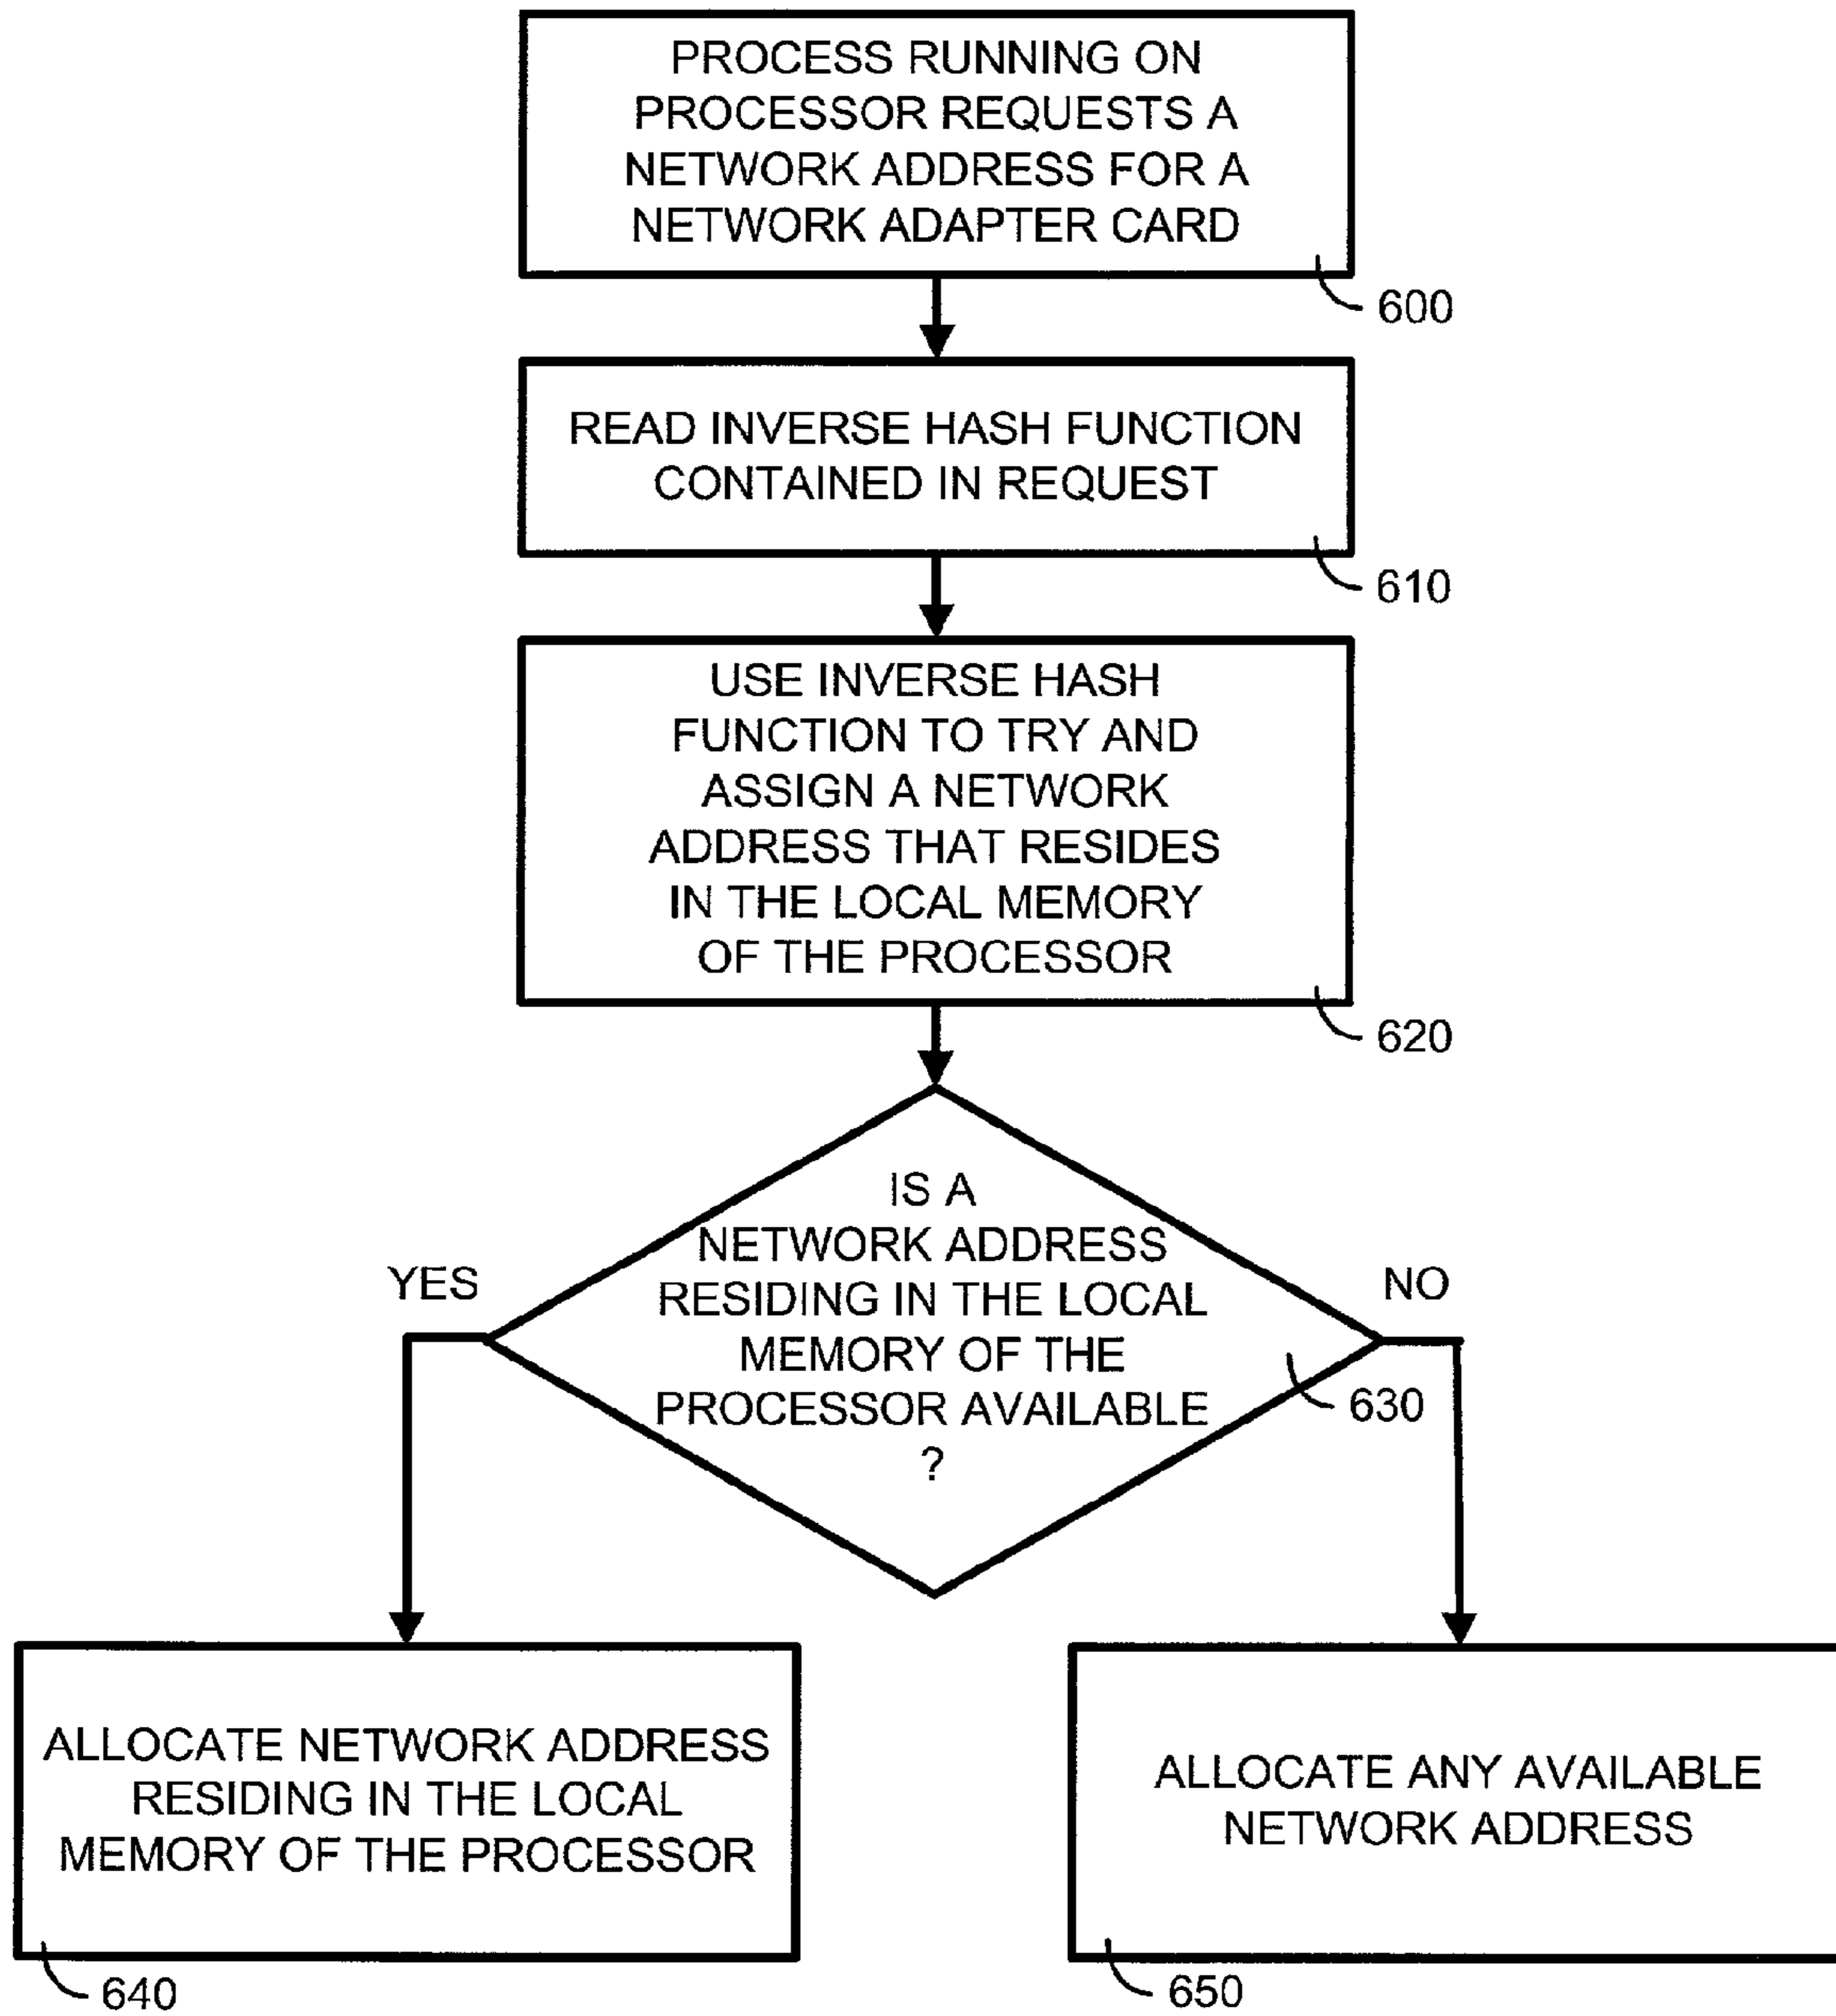 PROCESS RUNNING ON
PROCESSOR REQUESTS A
NETWORK ADDRESS FOR A
NETWORK ADAPTER CARD
600
READ INVERSE HASH FUNCTION
CONTAINED IN REQUEST
610
USE INVERSE HASH
FUNCTION TO TRY AND
ASSIGN A NETWORK
ADDRESS THAT RESIDES
IN THE LOCAL MEMORY
OF THE PROCESSOR
620
IS A
NETWORK ADDRESS
RESIDING IN THE LOCAL
MEMORY OF THE
PROCESSOR AVAILABLE
?
630
YES
NO
ALLOCATE NETWORK ADDRESS
RESIDING IN THE LOCAL
MEMORY OF THE PROCESSOR
640
ALLOCATE ANY AVAILABLE
NETWORK ADDRESS
650